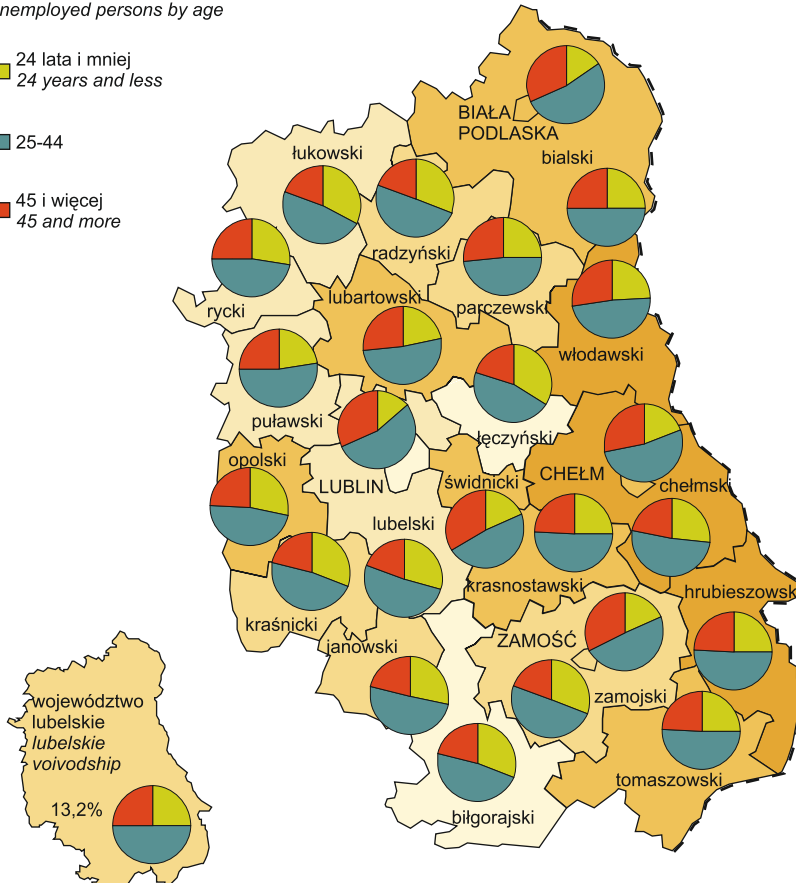 nemployed persons by age
24 lata i mniej
24 years and less
25-44
45 i więcej
45 and more
BIAŁA
PODLASKA
bialski
łukowski
radzyński
rycki
lubartowski
parczewski
włodawski
puławski
łęczyński
opolski
LUBLIN
świdnicki
CHEŁM
chełmski
lubelski
krasnostawski
hrubieszowsk
kraśnicki
janowski
ZAMOŚĆ
zamojski
tomaszowski
biłgorajski
województwo
lubelskie
lubelskie
voivodship
13,2%